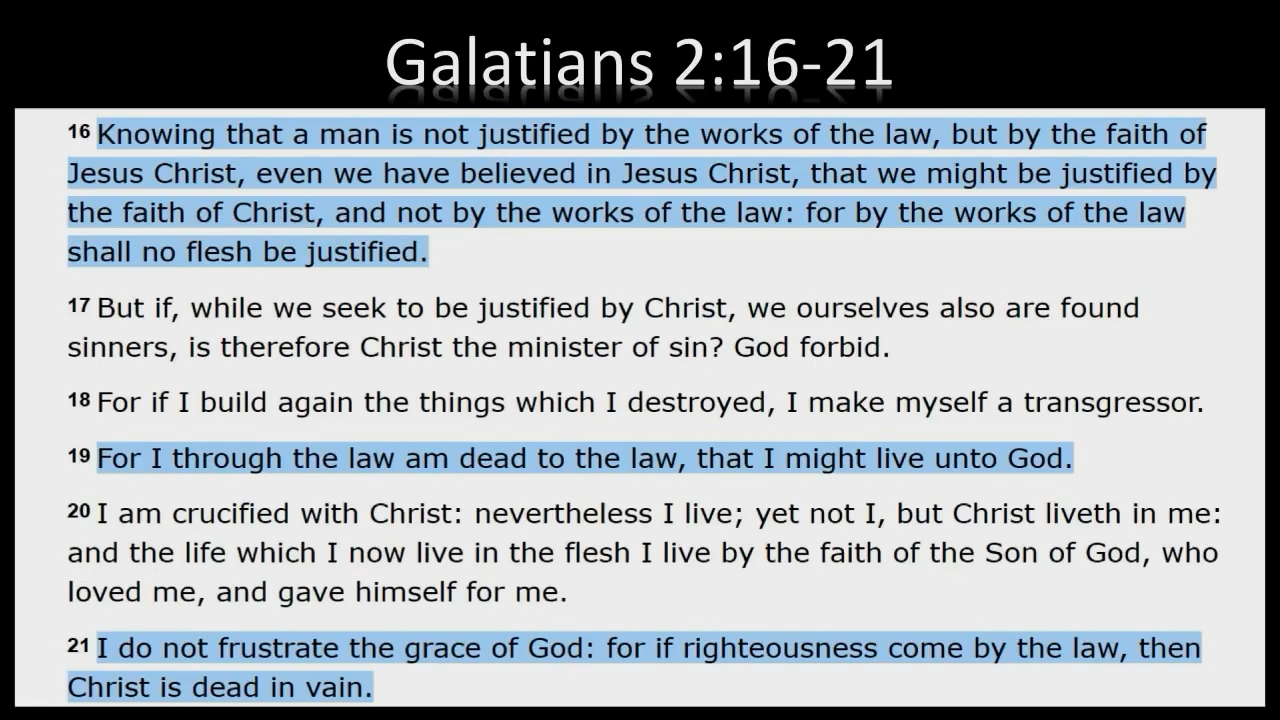 Galatians 2:16-21
16 Knowing that a man is not justified by the works of the law, but by the faith of
Jesus Christ, even we have believed in Jesus Christ, that we might be justified by
the faith of Christ, and not by the works of the law: for by the works of the law
shall no flesh be justified.
17 But if, while we seek to be justified by Christ, we ourselves also are found
sinners, is therefore Christ the minister of sin? God forbid.
18 For if I build again the things which I destroyed, I make myself a transgressor.
19 For I through the law am dead to the law, that I might live unto God.
20 I am crucified with Christ: nevertheless I live; yet not I, but Christ liveth in me:
and the life which I now live in the flesh I live by the faith of the Son of God, who
loved me, and gave himself for me.
21 I do not frustrate the grace of God: for if righteousness come by the law, then
Christ is dead in vain.